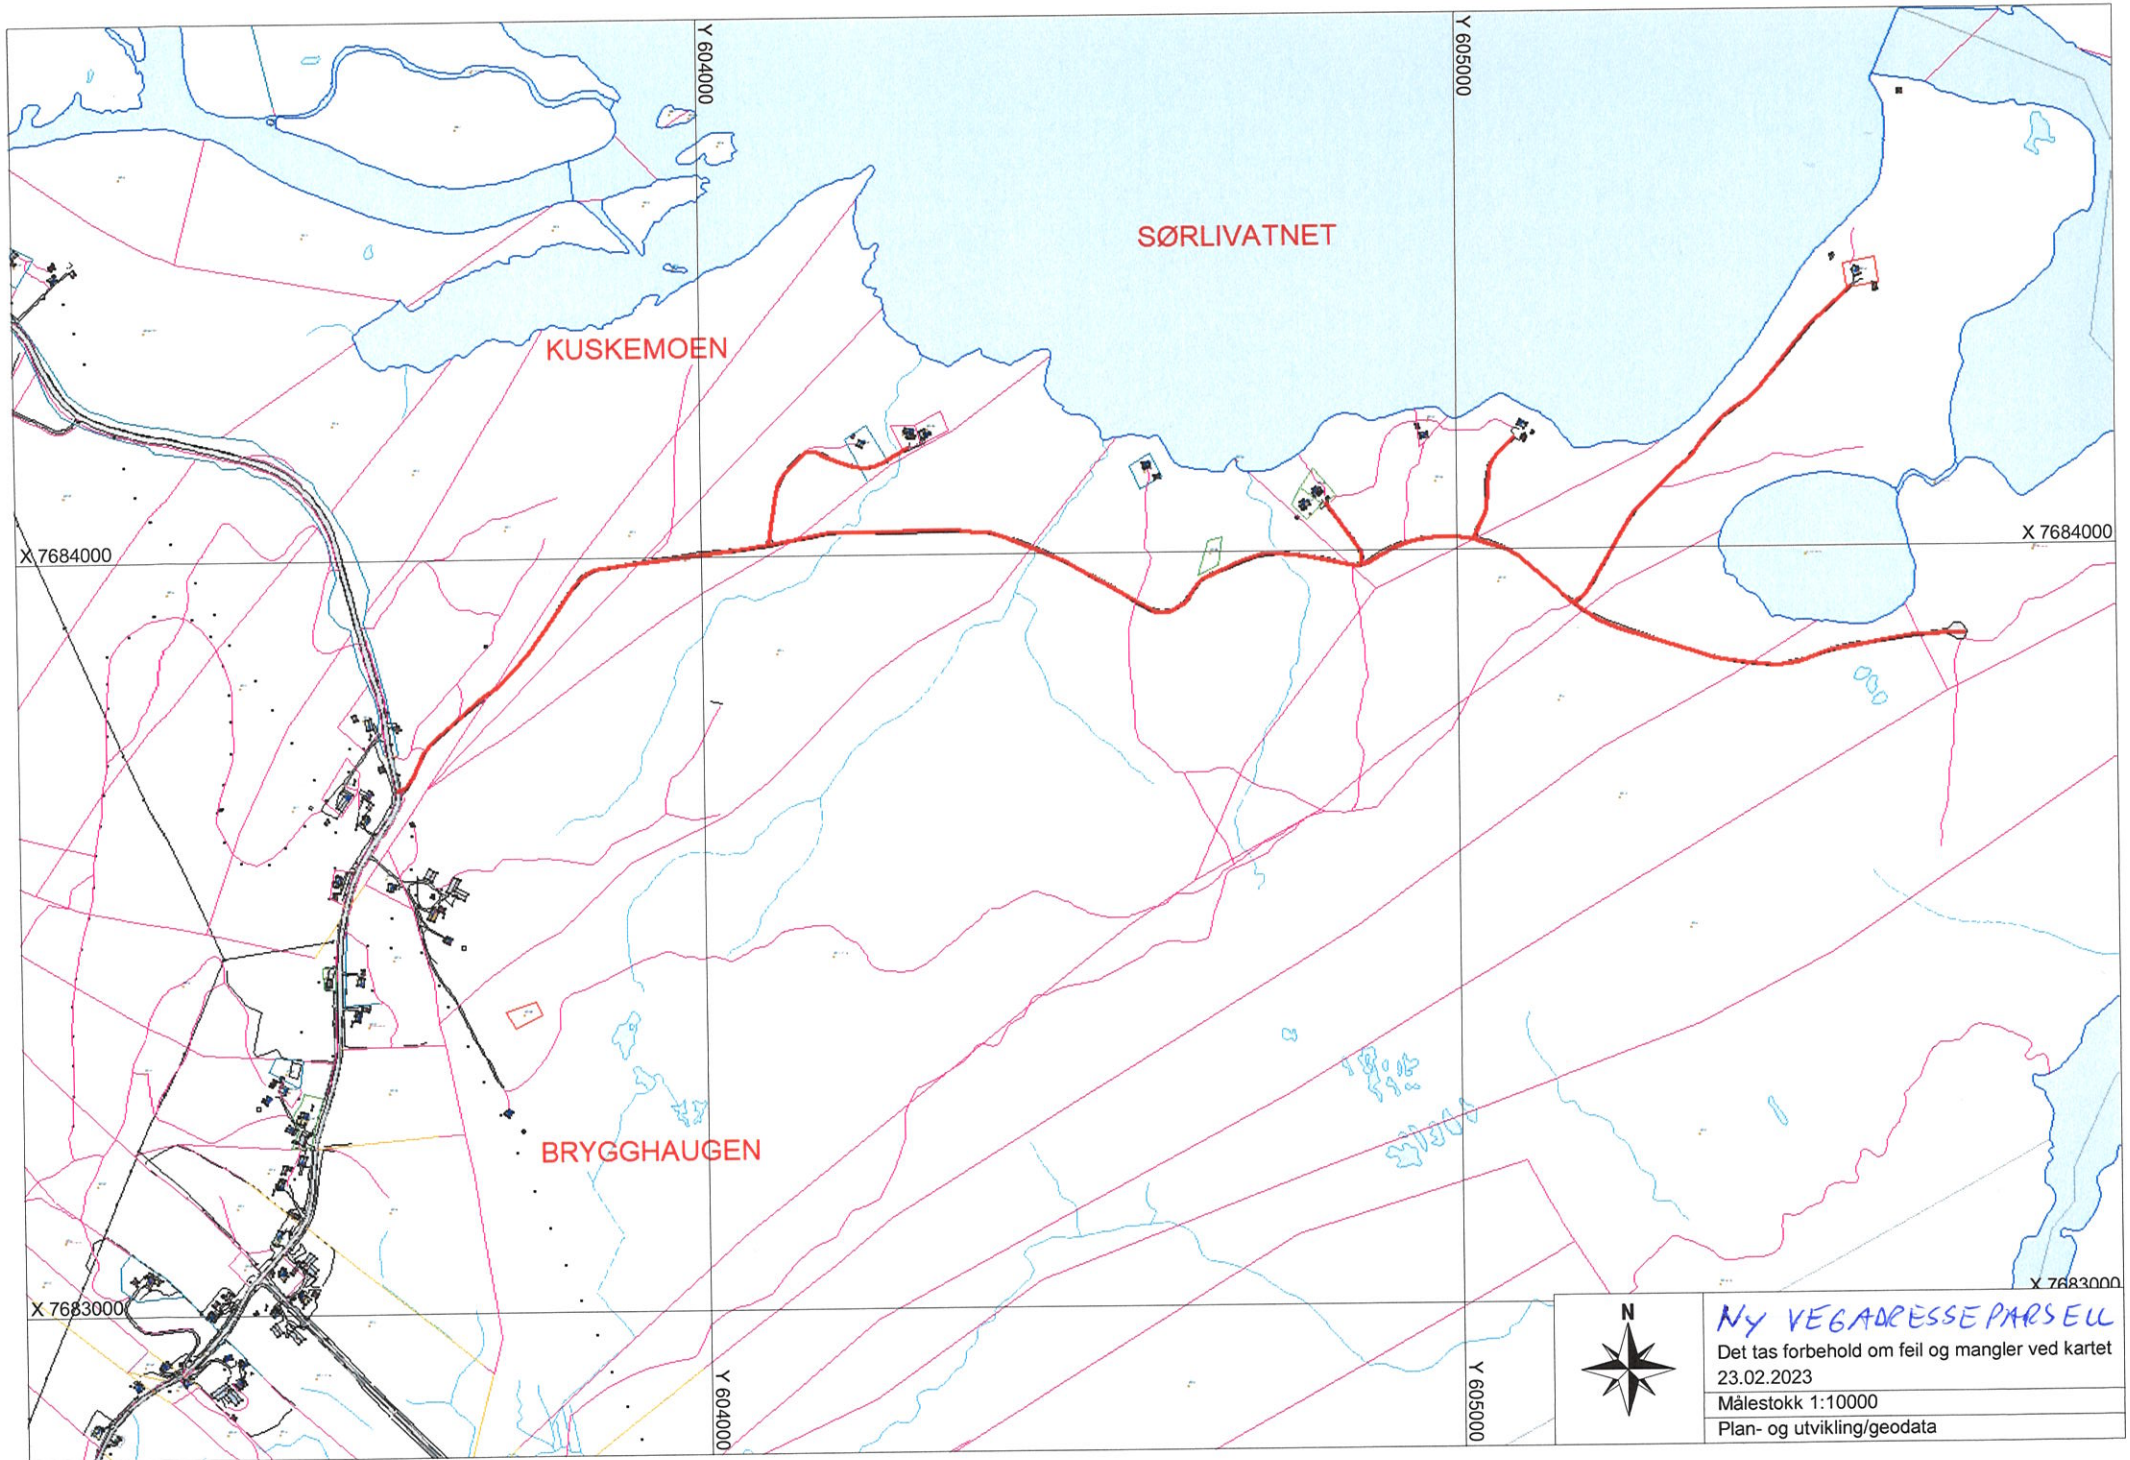 Y 604000
Y 605000
SØRLIVATNET
KUSKEMOEN
X 7684000
X 7684000
BRYGGHAUGEN
X 7683000
X 7683000
Y 604000
Y 605000
N
NY VEGADRESSEPARSELL
Det tas forbehold om feil og mangler ved kartet
23.02.2023
Målestokk 1:10000
Plan- og utvikling/geodata